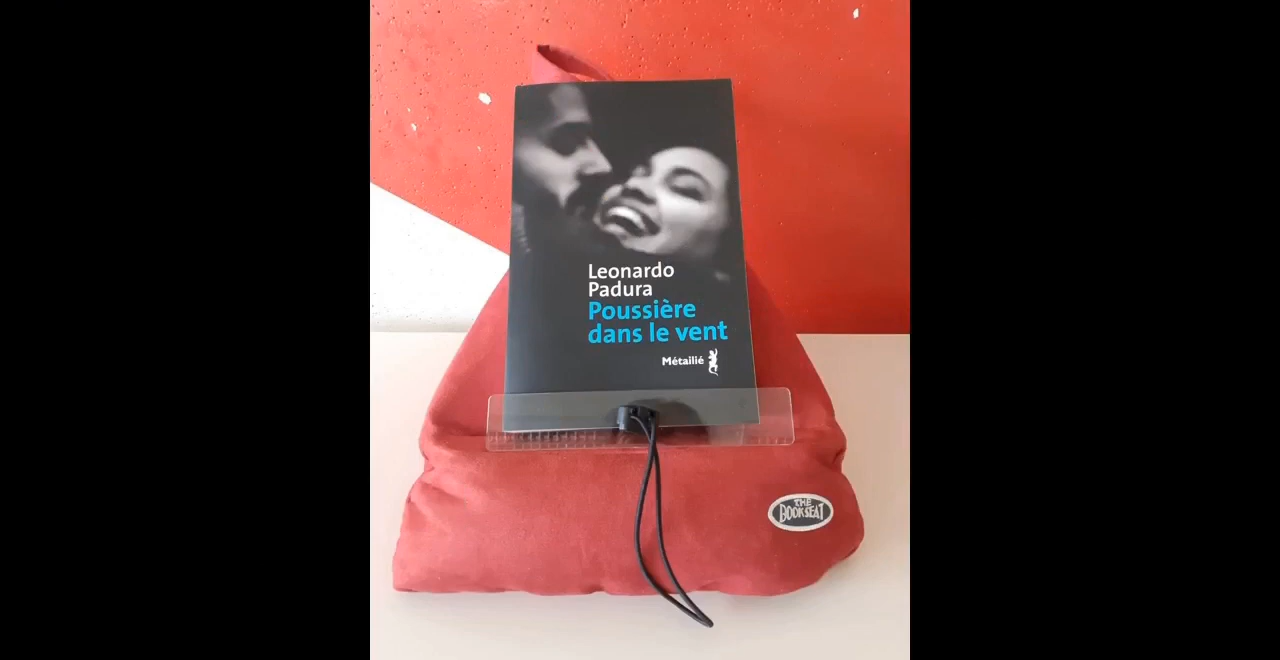 Leonardo
Padura
Poussière
dans le vent
Métailié
THE
BOOKSEAT